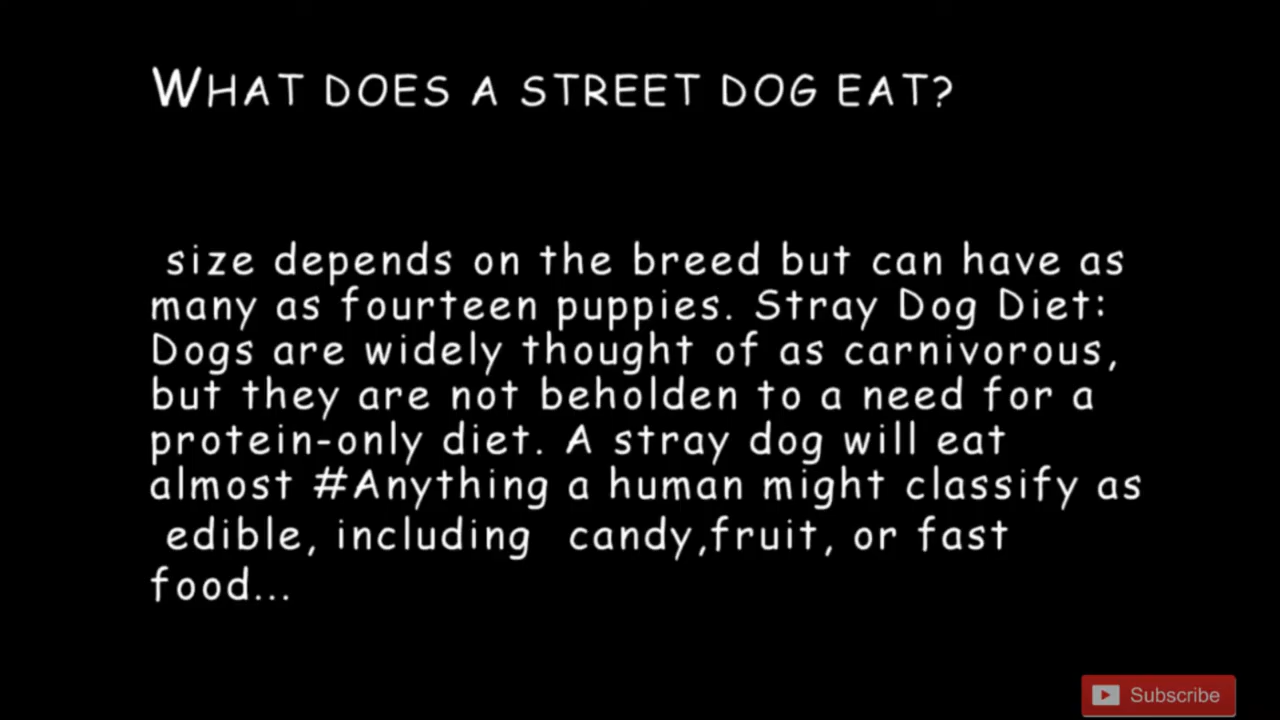 WHAT DOES A STREET DOG EAT?
size depends on the breed but can have as
many as fourteen puppies. Stray Dog Diet:
Dogs are widely thought of as carnivorous,
but they are not beholden to a need for a
protein-only diet. A stray dog will eat
almost #Anything a human might classify as
edible, including candy,fruit, or fast
food...
Subscribe